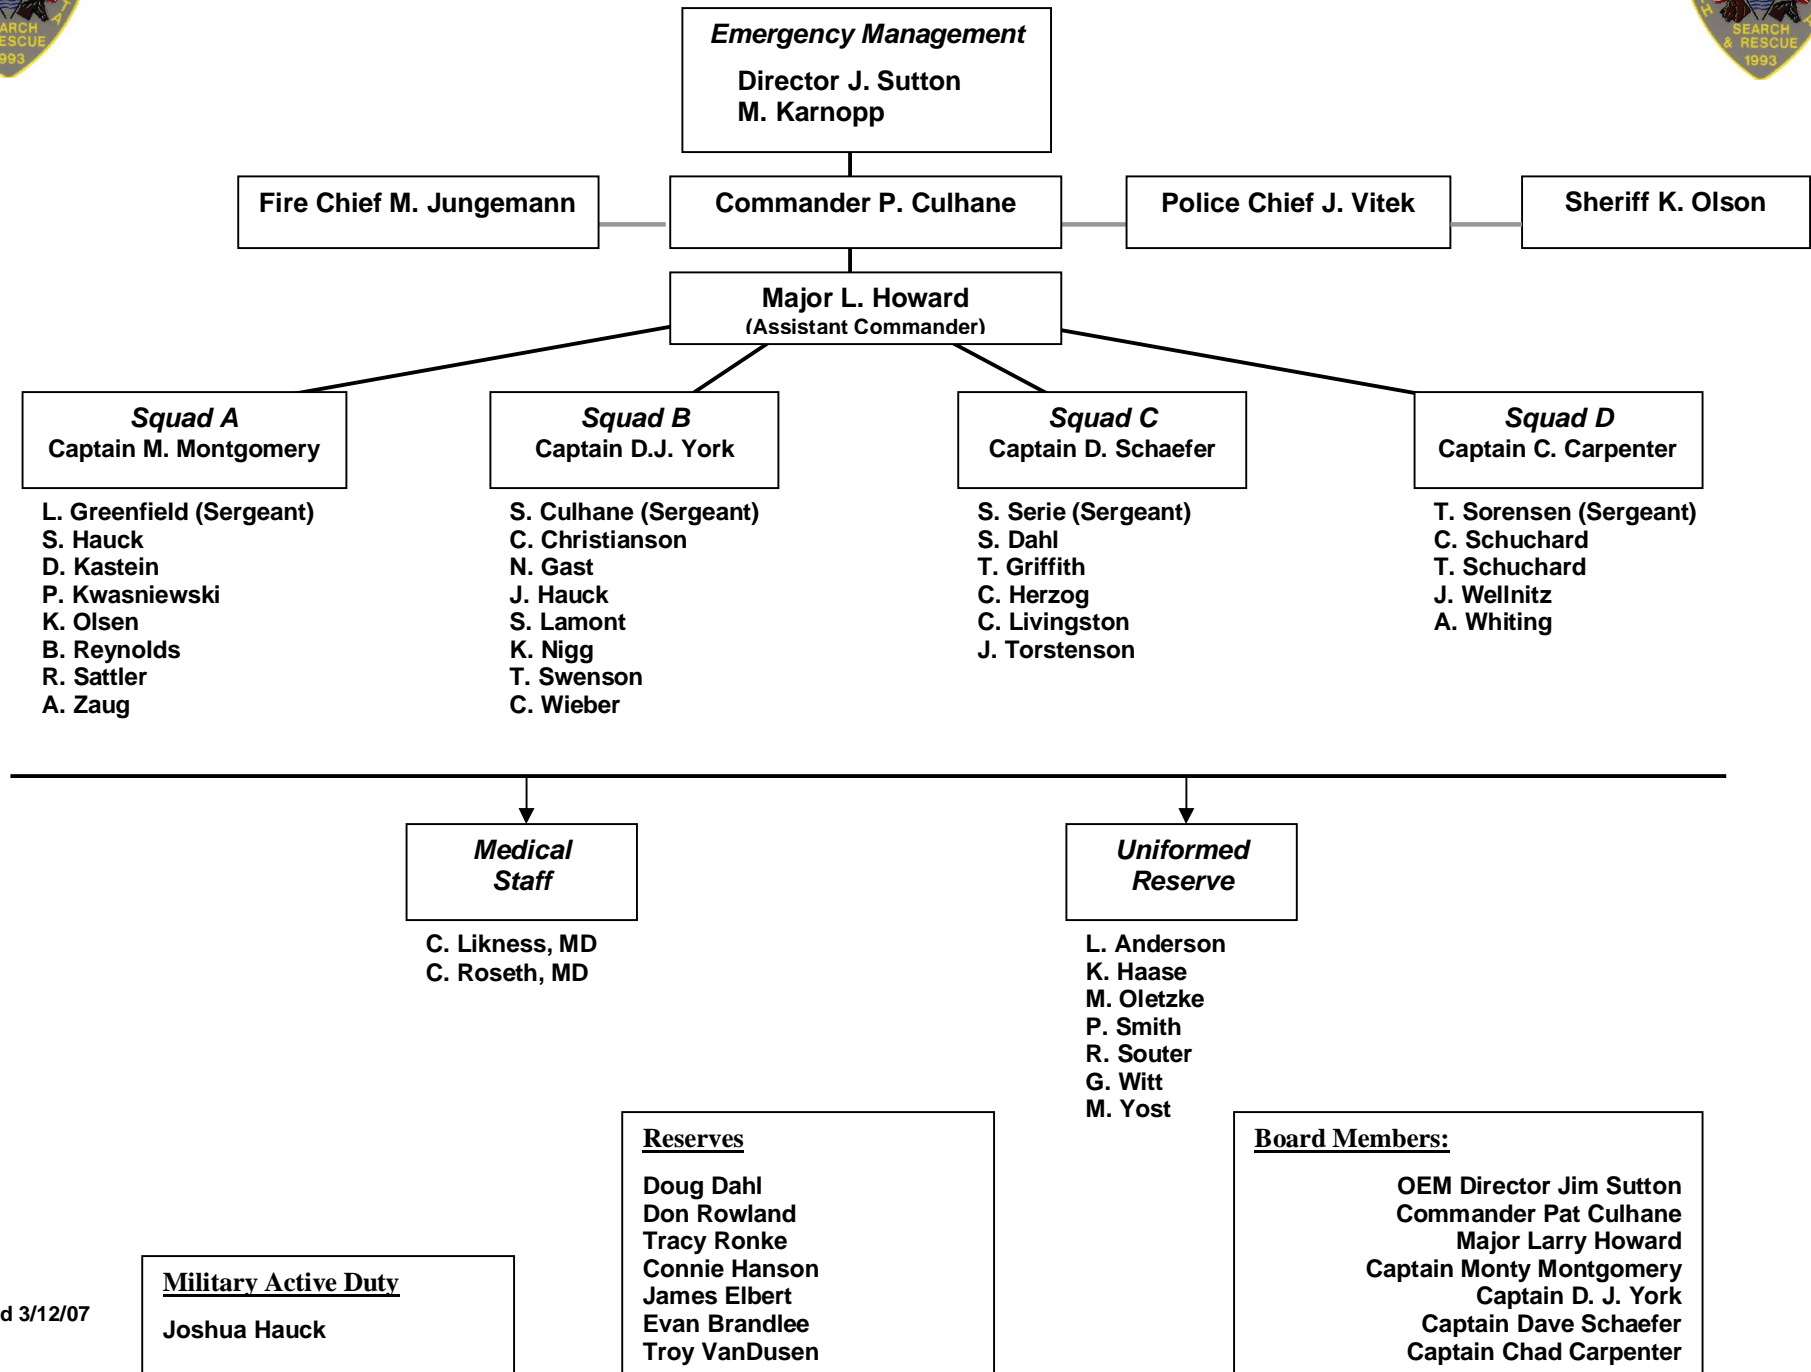 ARCH
ESCUE
993
SEARCH
& RESCUE
1993
Emergency Management
Director J. Sutton
M. Karnopp
Fire Chief M. Jungemann
Commander P. Culhane
Police Chief J. Vitek
Sheriff K. Olson
Major L. Howard
(Assistant Commander)
Squad A
Captain M. Montgomery
L. Greenfield (Sergeant)
S. Hauck
D. Kastein
P. Kwasniewski
K. Olsen
B. Reynolds
R. Sattler
A. Zaug
Squad B
Captain D.J. York
S. Culhane (Sergeant)
C. Christianson
N. Gast
J. Hauck
S. Lamont
K. Nigg
T. Swenson
C. Wieber
Squad C
Captain D. Schaefer
S. Serie (Sergeant)
S. Dahl
T. Griffith
C. Herzog
C. Livingston
J. Torstenson
Squad D
Captain C. Carpenter
T. Sorensen (Sergeant)
C. Schuchard
T. Schuchard
J. Wellnitz
A. Whiting
Medical
Staff
C. Likness, MD
C. Roseth, MD
Uniformed
Reserve
L. Anderson
K. Haase
M. Oletzke
P. Smith
R. Souter
G. Witt
M. Yost
d 3/12/07
Military Active Duty
Joshua Hauck
Reserves
Doug Dahl
Don Rowland
Tracy Ronke
Connie Hanson
James Elbert
Evan Brandlee
Troy VanDusen
Board Members:
OEM Director Jim Sutton
Commander Pat Culhane
Major Larry Howard
Captain Monty Montgomery
Captain D. J. York
Captain Dave Schaefer
Captain Chad Carpenter